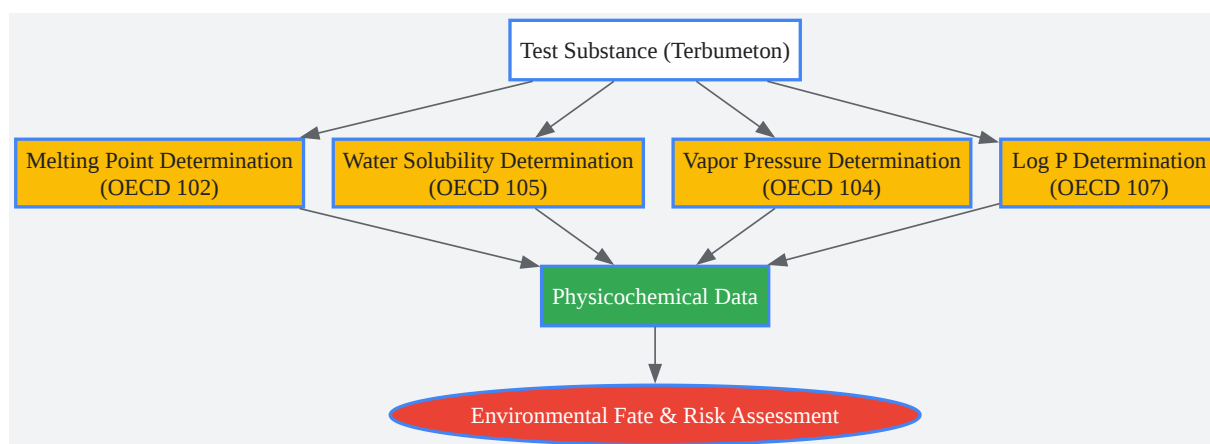 Test Substance (Terbumeton)
Melting Point Determination
(OECD 102)
Water Solubility Determination
(OECD 105)
Vapor Pressure Determination
(OECD 104)
Log P Determination
(OECD 107)
Physicochemical Data
Environmental Fate & Risk Assessment